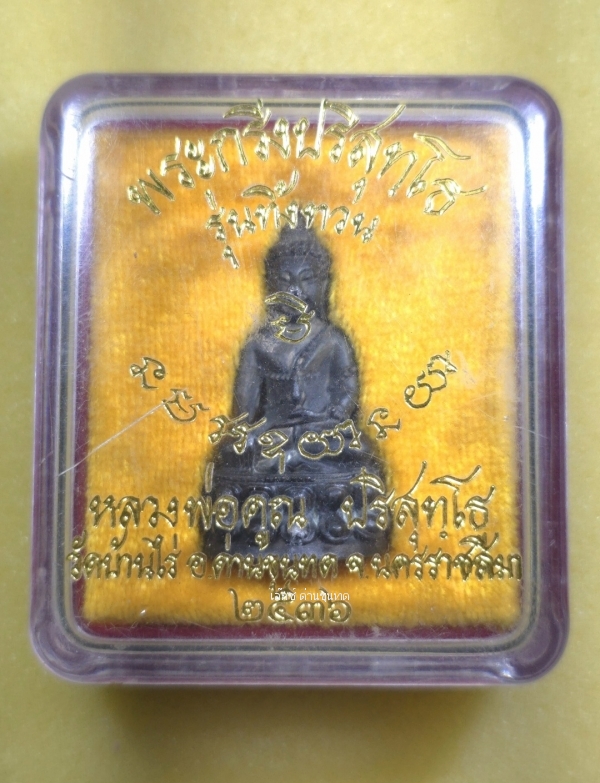 พระกริ่งปริสุทโธ
รุ่นทิ้งทวน
หลวงพ่อคูณ ปริสุทฺโธ
วัดบ้านไร่ อ.ด่านขุนทด จ.นครราชสีมา
๒๕๓๖